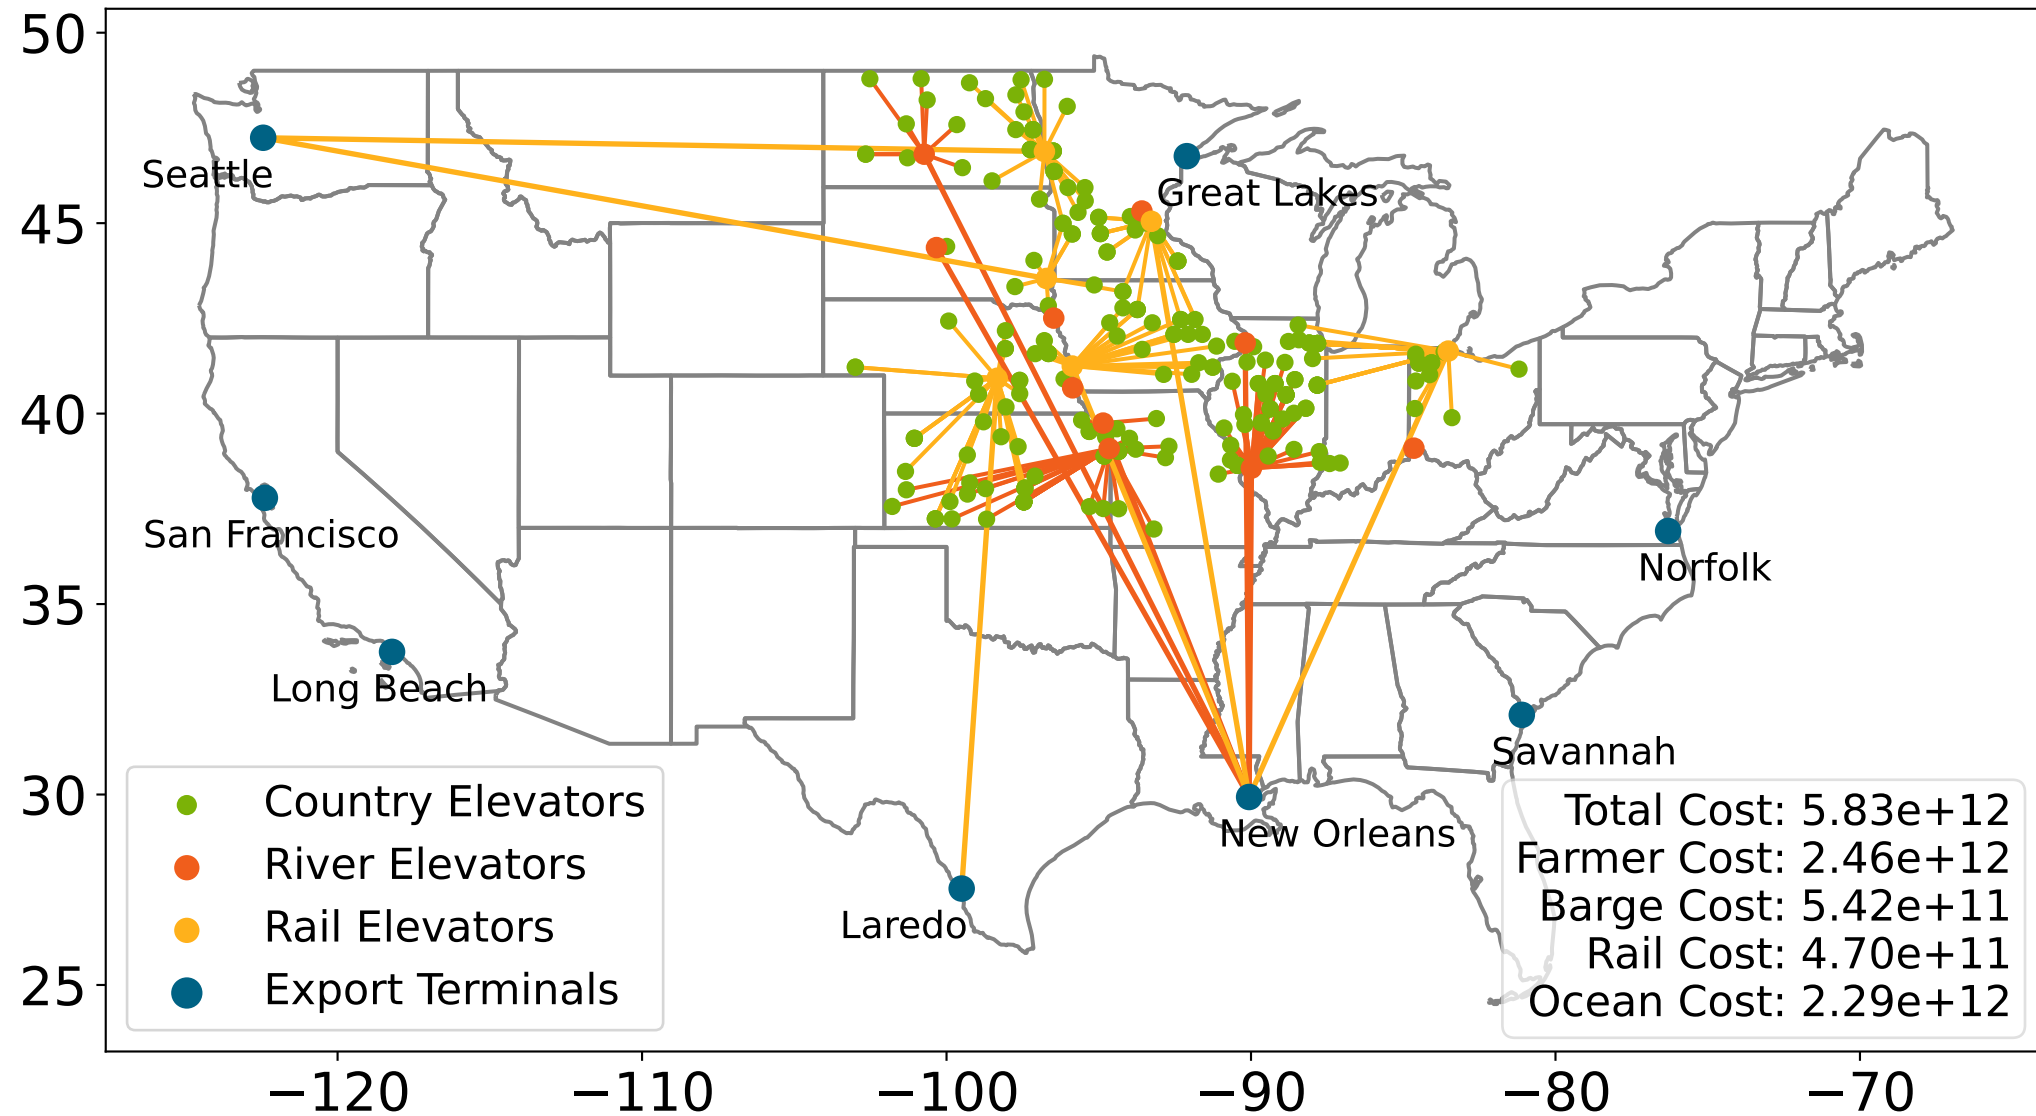 50
45
40
35
30
25
−120
−110
−100
−90
−80
−70
Seattle
Great Lakes
San Francisco
Norfolk
Long Beach
Savannah
New Orleans
Laredo
Country Elevators
River Elevators
Rail Elevators
Export Terminals
Total Cost: 5.83e+12
Farmer Cost: 2.46e+12
Barge Cost: 5.42e+11
Rail Cost: 4.70e+11
Ocean Cost: 2.29e+12